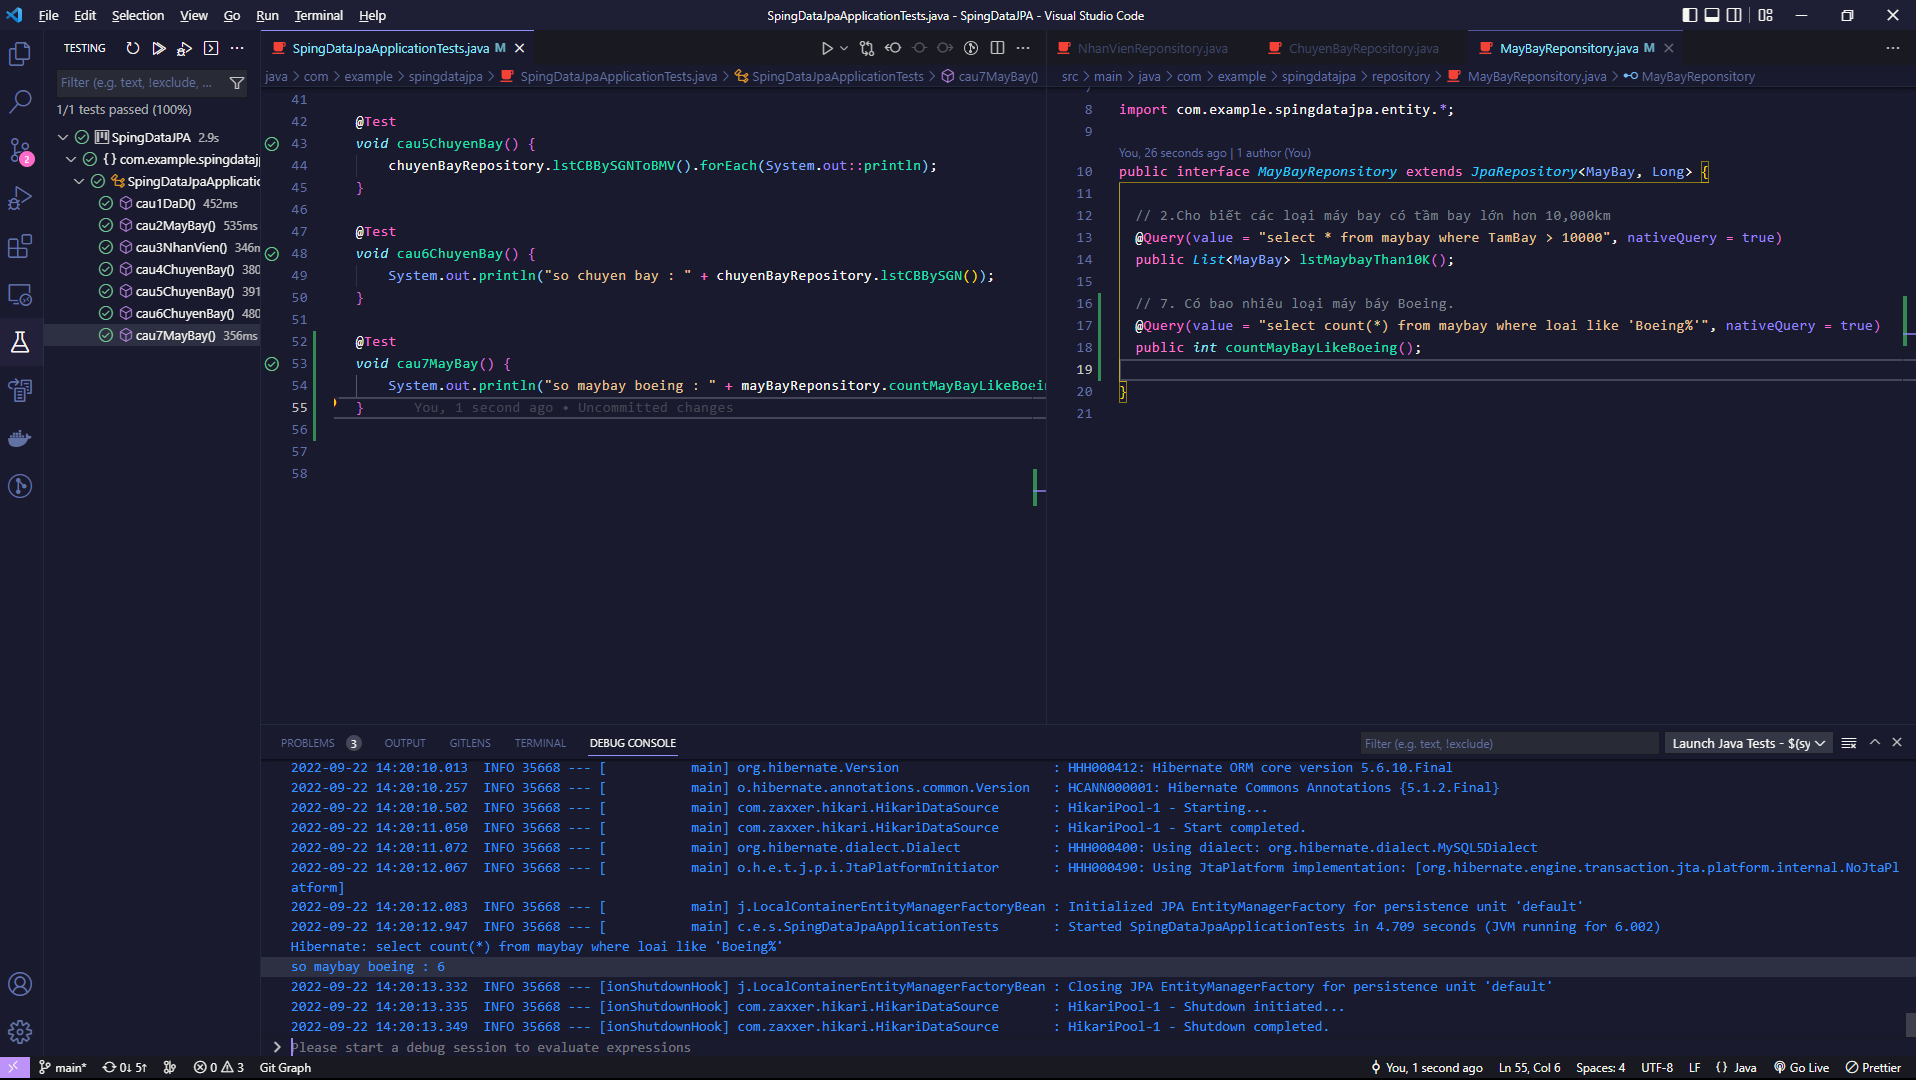 File Edit Selection View Go Run Terminal Help
SpingDataJpaApplicationTests.java - SpingDataJPA - Visual Studio Code
TESTING
Filter (e.g. text, !exclude, ...
1/1 tests passed (100%)
SpingDataJPA 2.9s
{ } com.example.spingdataj
SpingDataJpaApplicatic
cau1DaD() 452ms
cau2MayBay() 535ms
cau3NhanVien() 346m
cau4ChuyenBay() 380
cau5ChuyenBay() 391
cau6ChuyenBay() 480
cau7MayBay() 356ms
2
SpingDataJpaApplicationTests.java M
java > com > example > spingdatajpa > SpingDataJpaApplicationTests.java > SpingDataJpaApplicationTests > cau7MayBay()
41
42 @Test
43 void cau5ChuyenBay() {
44 chuyenBayRepository.lstCBBySGNToBMV().forEach(System.out::println);
45 }
46
47 @Test
48 void cau6ChuyenBay() {
49 System.out.println("so chuyen bay : " + chuyenBayRepository.lstCBBySGN());
50 }
51
52 @Test
53 void cau7MayBay() {
54 System.out.println("so maybay boeing : " + mayBayReponsitory.countMayBayLikeBoei
55 } You, 1 second ago • Uncommitted changes
56
57
58
NhanVienReponsitory.java ChuyenBayRepository.java MayBayReponsitory.java M
src > main > java > com > example > spingdatajpa > repository > MayBayReponsitory.java > MayBayReponsitory
7
8 import com.example.spingdatajpa.entity.*;
9
You, 26 seconds ago | 1 author (You)
10 public interface MayBayReponsitory extends JpaRepository<MayBay, Long> {
11
12 // 2.Cho biết các loại máy bay có tầm bay lớn hơn 10,000km
13 @Query(value = "select * from maybay where TamBay > 10000", nativeQuery = true)
14 public List<MayBay> lstMaybayThan10K();
15
16 // 7. Có bao nhiêu loại máy báy Boeing.
17 @Query(value = "select count(*) from maybay where loai like 'Boeing%'", nativeQuery = true)
18 public int countMayBayLikeBoeing();
19
20 }
21
PROBLEMS 3 OUTPUT GITLENS TERMINAL DEBUG CONSOLE
Filter (e.g. text, !exclude)
Launch Java Tests - $(sy
2022-09-22 14:20:10.013 INFO 35668 --- [ main] org.hibernate.Version : HHH000412: Hibernate ORM core version 5.6.10.Final
2022-09-22 14:20:10.257 INFO 35668 --- [ main] o.hibernate.annotations.common.Version : HCANN000001: Hibernate Commons Annotations {5.1.2.Final}
2022-09-22 14:20:10.502 INFO 35668 --- [ main] com.zaxxer.hikari.HikariDataSource : HikariPool-1 - Starting...
2022-09-22 14:20:11.050 INFO 35668 --- [ main] com.zaxxer.hikari.HikariDataSource : HikariPool-1 - Start completed.
2022-09-22 14:20:11.072 INFO 35668 --- [ main] org.hibernate.dialect.Dialect : HHH000400: Using dialect: org.hibernate.dialect.MySQL5Dialect
2022-09-22 14:20:12.067 INFO 35668 --- [ main] o.h.e.t.j.p.i.JtaPlatformInitiator : HHH000490: Using JtaPlatform implementation: [org.hibernate.engine.transaction.jta.platform.internal.NoJtaPl
atform]
2022-09-22 14:20:12.083 INFO 35668 --- [ main] j.LocalContainerEntityManagerFactoryBean : Initialized JPA EntityManagerFactory for persistence unit 'default'
2022-09-22 14:20:12.947 INFO 35668 --- [ main] c.e.s.SpingDataJpaApplicationTests : Started SpingDataJpaApplicationTests in 4.709 seconds (JVM running for 6.002)
Hibernate: select count(*) from maybay where loai like 'Boeing%'
so maybay boeing : 6
2022-09-22 14:20:13.332 INFO 35668 --- [ionShutdownHook] j.LocalContainerEntityManagerFactoryBean : Closing JPA EntityManagerFactory for persistence unit 'default'
2022-09-22 14:20:13.335 INFO 35668 --- [ionShutdownHook] com.zaxxer.hikari.HikariDataSource : HikariPool-1 - Shutdown initiated...
2022-09-22 14:20:13.349 INFO 35668 --- [ionShutdownHook] com.zaxxer.hikari.HikariDataSource : HikariPool-1 - Shutdown completed.
> Please start a debug session to evaluate expressions
main* 0↓ 5↑ 0 3 Git Graph
You, 1 second ago Ln 55, Col 6 Spaces: 4 UTF-8 LF { } Java Go Live Prettier